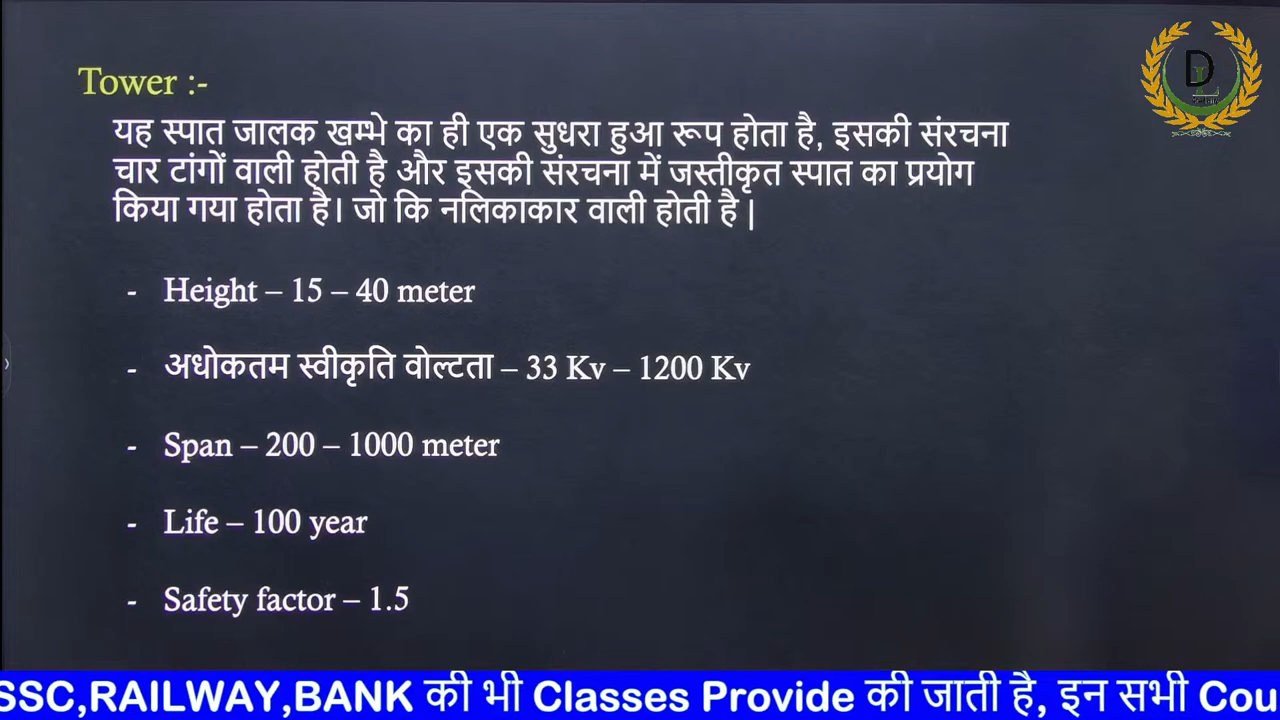 Tower :-
यह स्पात जालक खम्भे का ही एक सुधरा हुआ रूप होता है, इसकी संरचना
चार टांगों वाली होती है और इसकी संरचना में जस्तीकृत स्पात का प्रयोग
किया गया होता है। जो कि नलिकाकार वाली होती है |
- Height – 15 – 40 meter
- अधोकतम स्वीकृति वोल्टता – 33 Kv – 1200 Kv
- Span – 200 – 1000 meter
- Life – 100 year
- Safety factor – 1.5
SSC,RAILWAY,BANK की भी Classes Provide की जाती है, इन सभी Cou
D
L